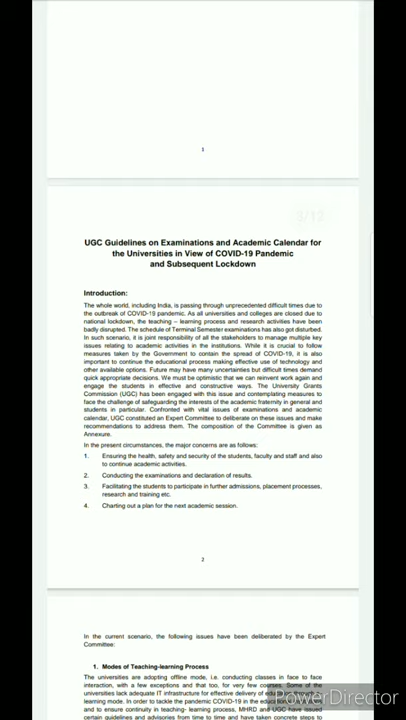 1
3/12
UGC Guidelines on Examinations and Academic Calendar for
the Universities in View of COVID-19 Pandemic
and Subsequent Lockdown
Introduction:
The whole world, including India, is passing through unprecedented difficult times due to
the outbreak of COVID-19 pandemic. As all universities and colleges are closed due to
national lockdown, the teaching – learning process and research activities have been
badly disrupted. The schedule of Terminal Semester examinations has also got disturbed.
In such scenario, it is joint responsibility of all the stakeholders to manage multiple key
issues relating to academic activities in the institutions. While it is crucial to follow
measures taken by the Government to contain the spread of COVID-19, it is also
important to continue the educational process making effective use of technology and
other available options. Future may have many uncertainties but difficult times demand
quick appropriate decisions. We must be optimistic that we can reinvent work again and
engage the students in effective and constructive ways. The University Grants
Commission (UGC) has been engaged with this issue and contemplating measures to
face the challenge of safeguarding the interests of the academic fraternity in general and
students in particular. Confronted with vital issues of examinations and academic
calendar, UGC constituted an Expert Committee to deliberate on these issues and make
recommendations to address them. The composition of the Committee is given as
Annexure.
In the present circumstances, the major concerns are as follows:
1. Ensuring the health, safety and security of the students, faculty and staff and also
to continue academic activities.
2. Conducting the examinations and declaration of results.
3. Facilitating the students to participate in further admissions, placement processes,
research and training etc.
4. Charting out a plan for the next academic session.
2
In the current scenario, the following issues have been deliberated by the Expert
Committee:
1. Modes of Teaching-learning Process
The universities are adopting offline mode, i.e. conducting classes in face to face
interaction, with a few exceptions and that too, for very few courses. Some of the
universities lack adequate IT infrastructure for effective delivery of education through e-
learning mode. In order to tackle the pandemic COVID-19 in the education sector
and to ensure continuity in teaching- learning process, MHRD and UGC have issued
certain guidelines and advisories from time to time and have taken concrete steps to
PowerDirector